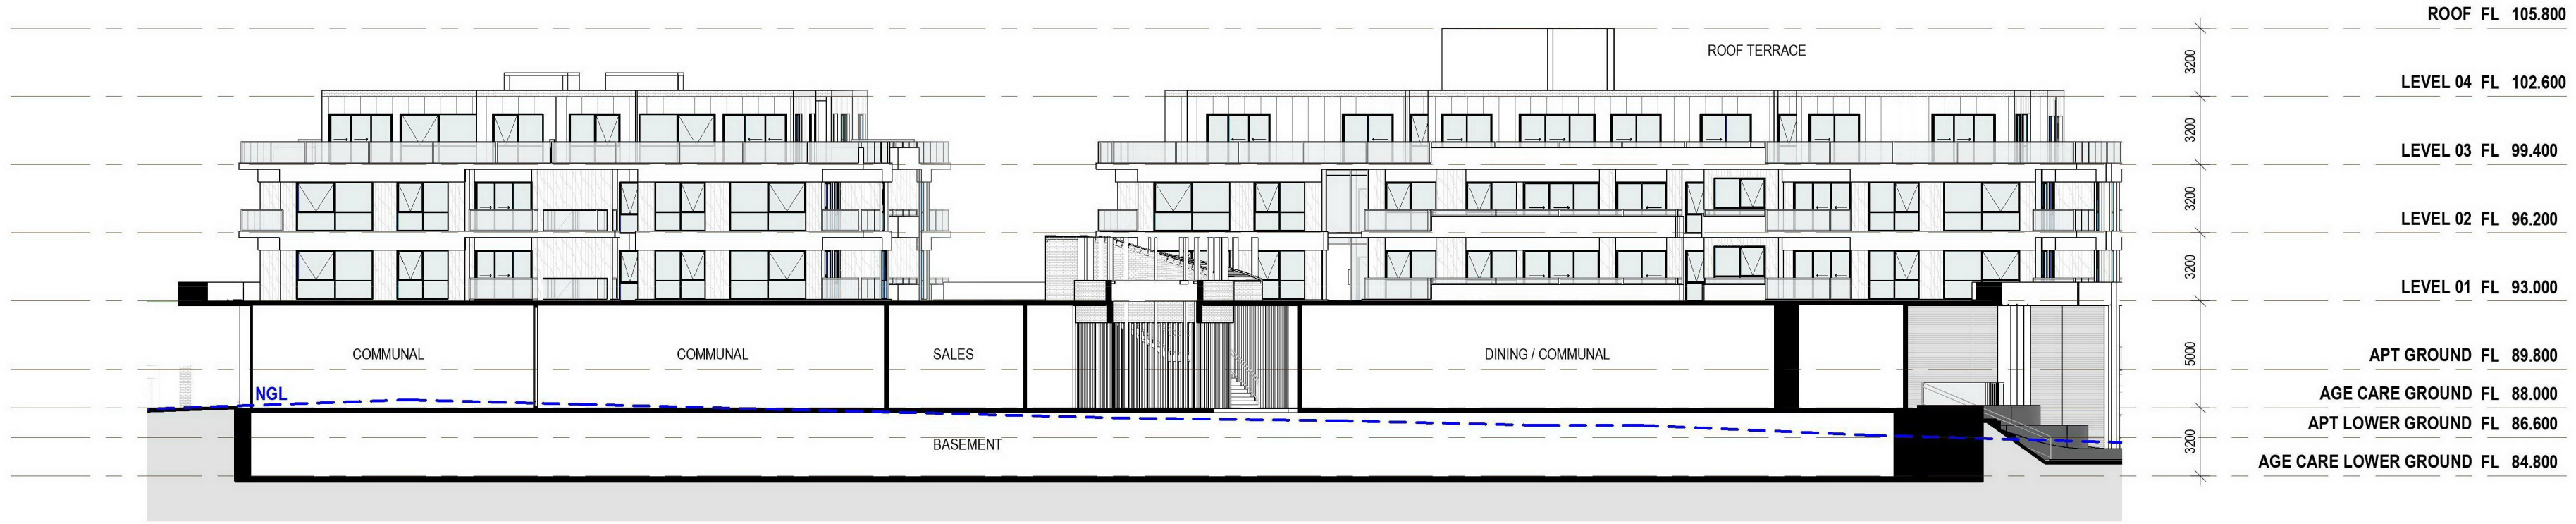 ROOF FL 105.800
ROOF TERRACE
3200
LEVEL 04 FL 102.600
3200
LEVEL 03 FL 99.400
3200
LEVEL 02 FL 96.200
3200
LEVEL 01 FL 93.000
COMMUNAL COMMUNAL SALES DINING / COMMUNAL
5000
APT GROUND FL 89.800
NGL
AGE CARE GROUND FL 88.000
APT LOWER GROUND FL 86.600
BASEMENT
3200
AGE CARE LOWER GROUND FL 84.800